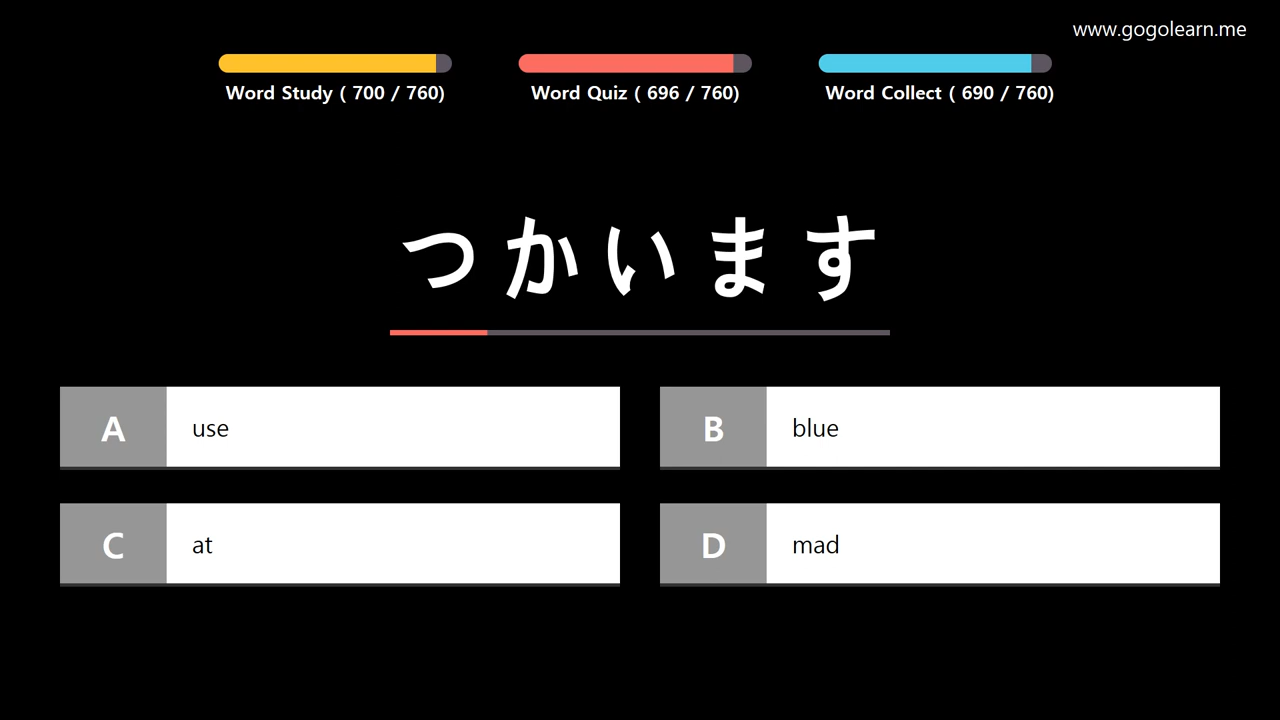 www.gogolearn.me
Word Study ( 700 / 760)
Word Quiz ( 696 / 760)
Word Collect ( 690 / 760)
つかいます
A use
B blue
C at
D mad